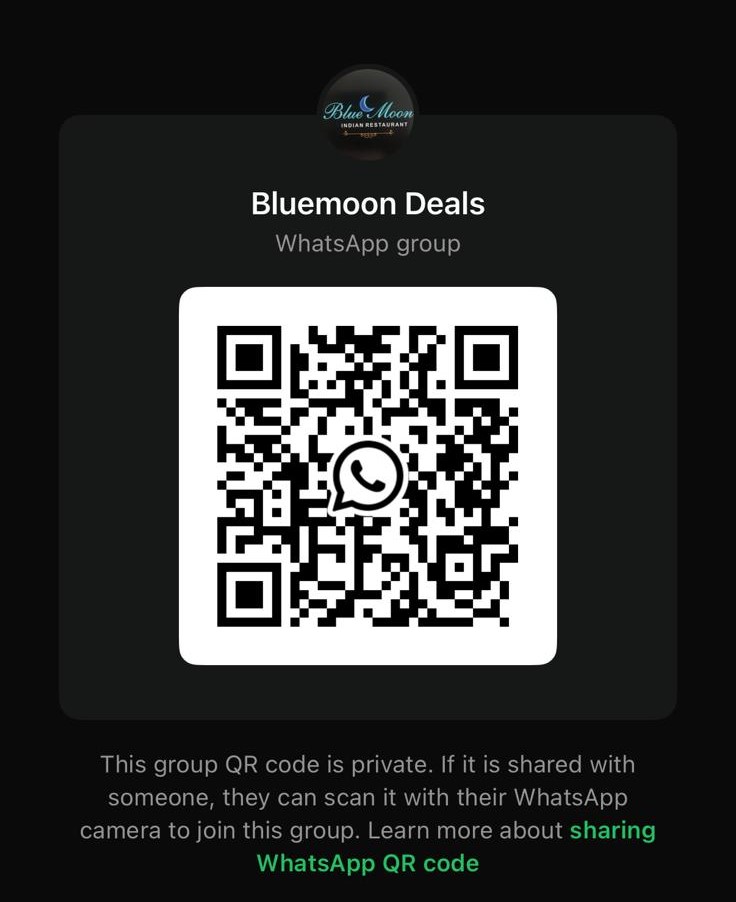 Blue Moon
INDIAN RESTAURANT
Bluemoon Deals
WhatsApp group
This group QR code is private. If it is shared with
someone, they can scan it with their WhatsApp
camera to join this group. Learn more about sharing
WhatsApp QR code